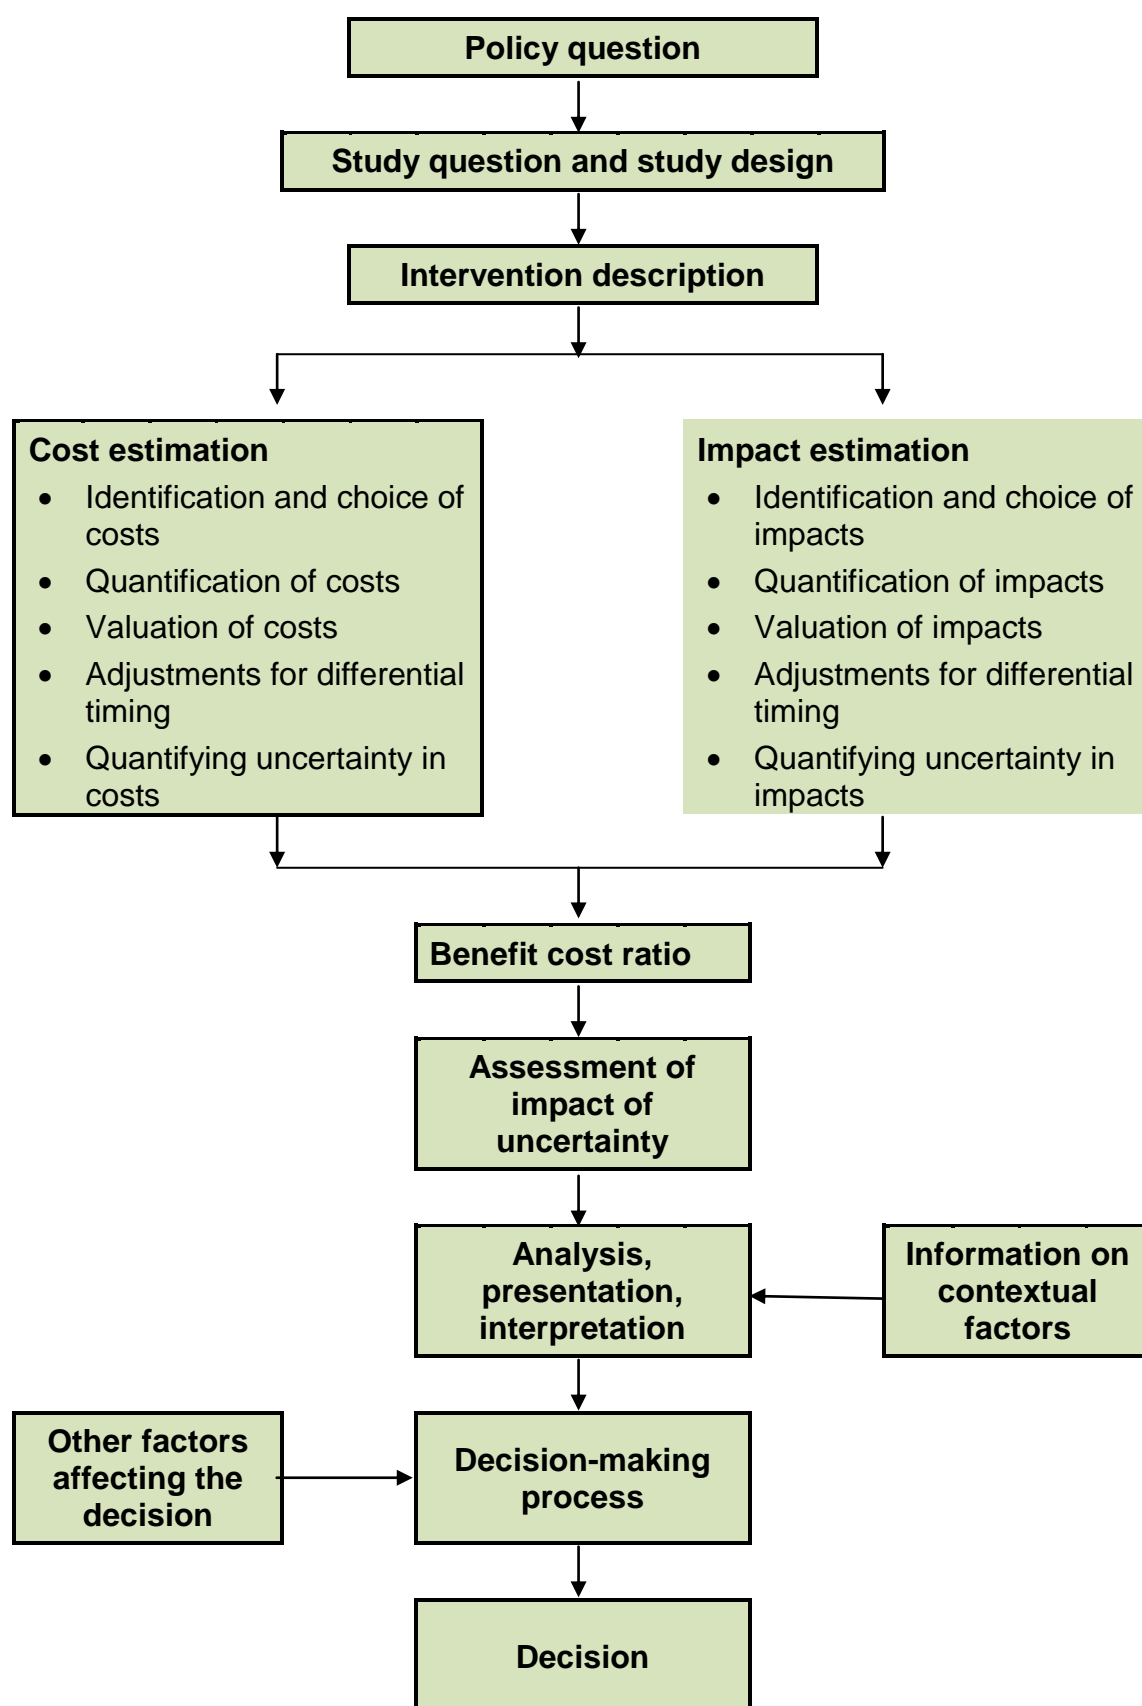 Policy question
Study question and study design
Intervention description
Cost estimation
• Identification and choice of
costs
• Quantification of costs
• Valuation of costs
• Adjustments for differential
timing
• Quantifying uncertainty in
costs
Impact estimation
• Identification and choice of
impacts
• Quantification of impacts
• Valuation of impacts
• Adjustments for differential
timing
• Quantifying uncertainty in
impacts
Benefit cost ratio
Assessment of
impact of
uncertainty
Analysis,
presentation,
interpretation
Information on
contextual
factors
Other factors
affecting the
decision
Decision-making
process
Decision